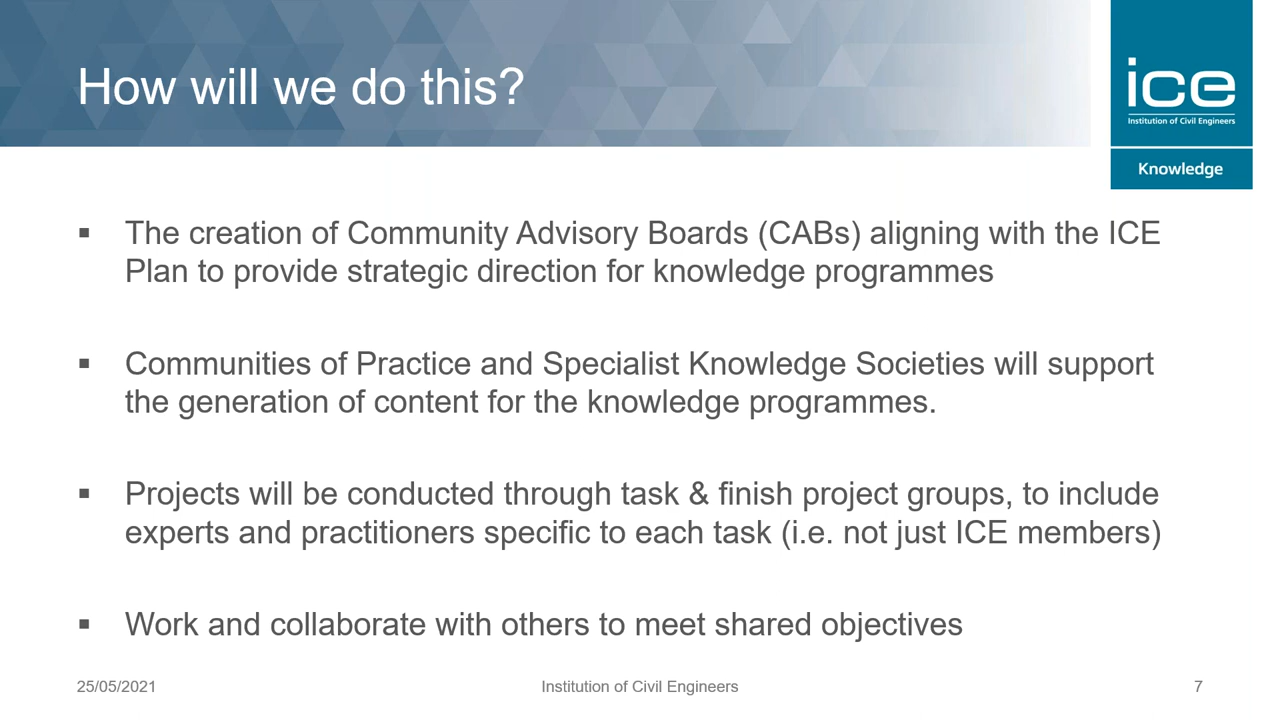 How will we do this?
ice
Institution of Civil Engineers
Knowledge
▪ The creation of Community Advisory Boards (CABs) aligning with the ICE
Plan to provide strategic direction for knowledge programmes
▪ Communities of Practice and Specialist Knowledge Societies will support
the generation of content for the knowledge programmes.
▪ Projects will be conducted through task & finish project groups, to include
experts and practitioners specific to each task (i.e. not just ICE members)
▪ Work and collaborate with others to meet shared objectives
25/05/2021
Institution of Civil Engineers
7